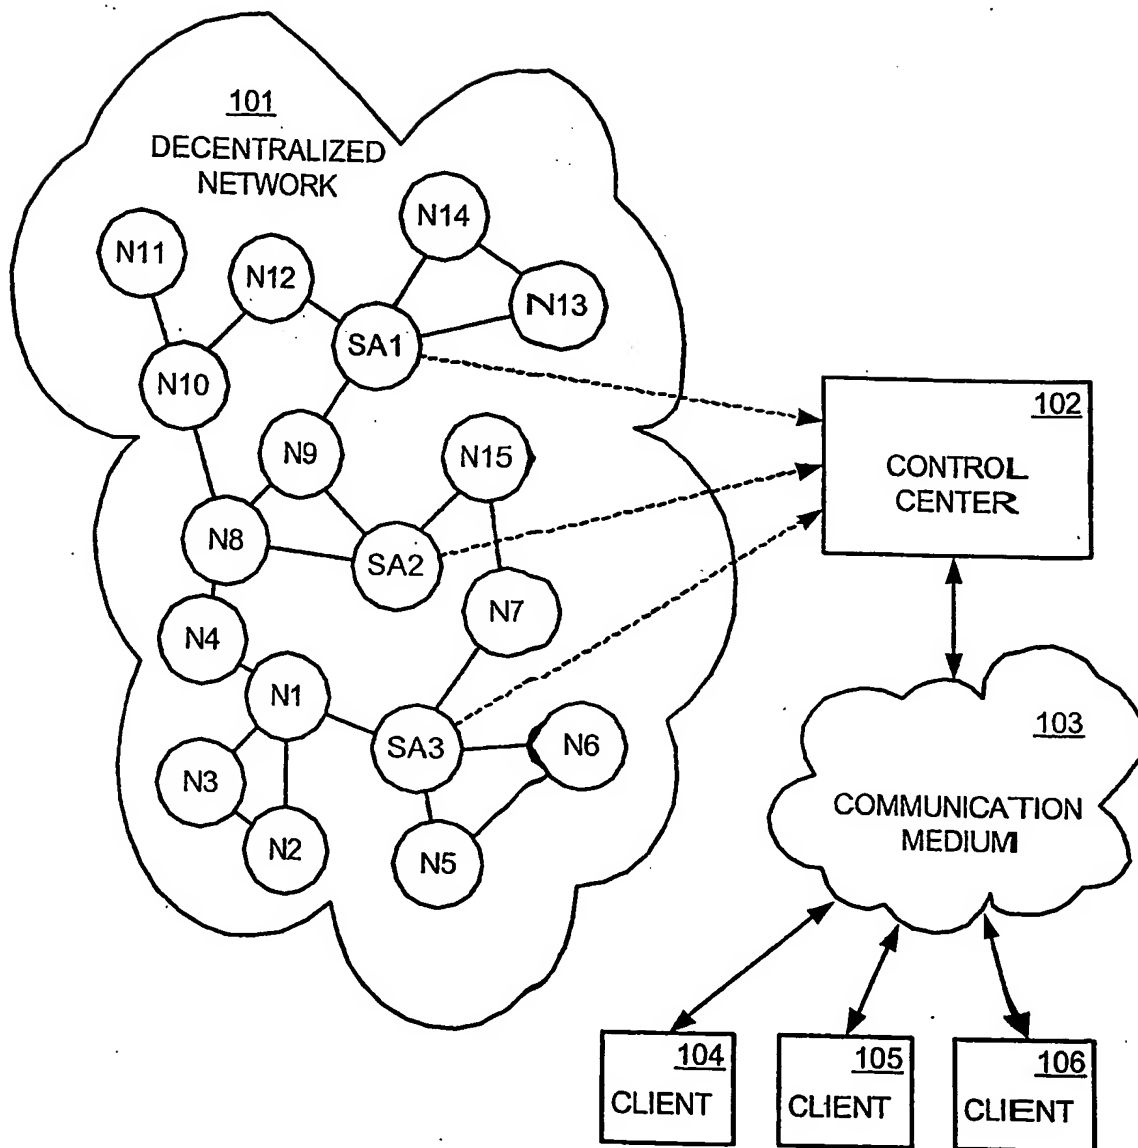 101
DECENTRALIZED
NETWORK
N14
N11
N12
N13
SA1
N10
102
CONTROL
CENTER
N9
N15
N8
SA2
N7
N4
N1
SA3
N6
103
N3
COMMUNICATION
MEDIUM
N2
N5
104
CLIENT
105
CLIENT
106
CLIENT